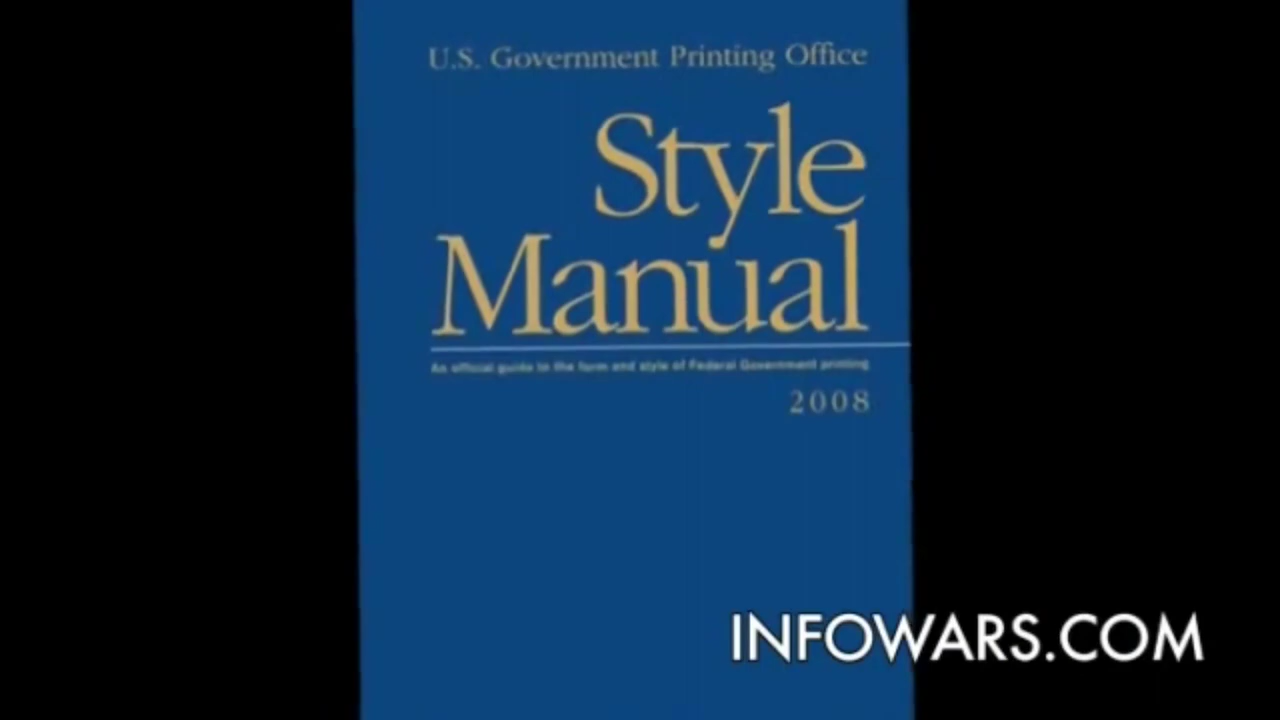 U.S. Government Printing Office
Style
Manual
An official guide to the form and style of Federal Government printing
2008
INFOWARS.COM